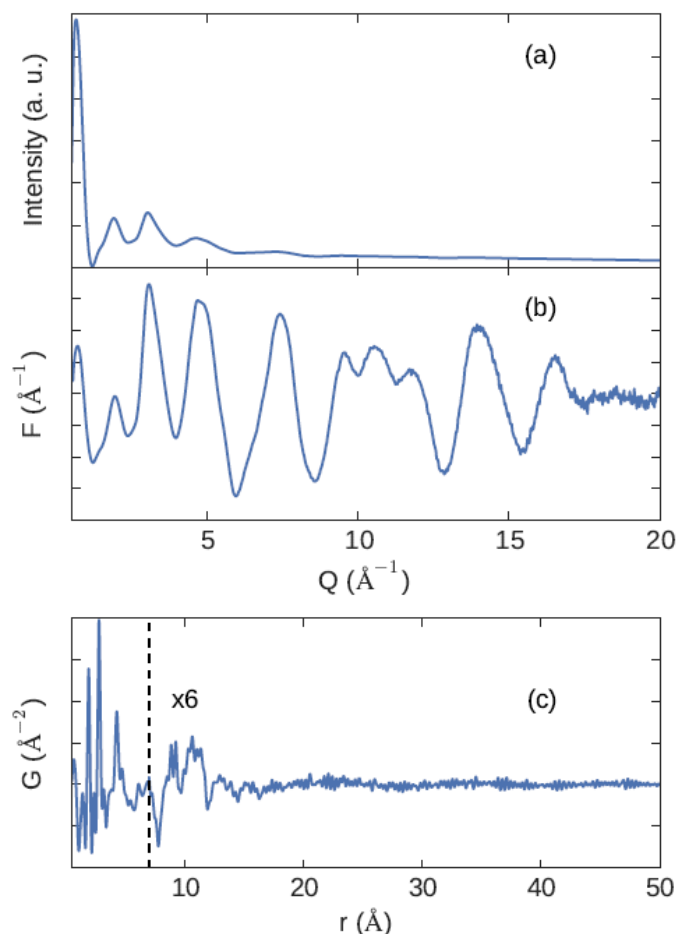 Intensity (a. u.)
(a)
F (Å⁻¹)
(b)
5 10 15 20
Q (Å⁻¹)
G (Å⁻²)
x6
(c)
10 20 30 40 50
r (Å)